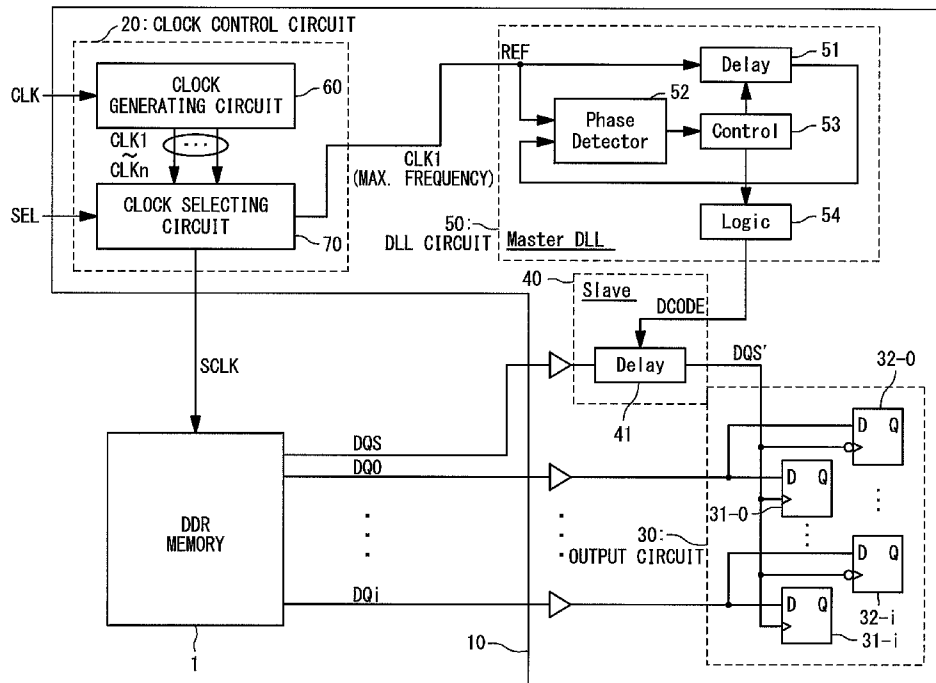 20: CLOCK CONTROL CIRCUIT
CLK
CLOCK
GENERATING CIRCUIT
60
CLK1
~
CLKn
...
SEL
CLOCK SELECTING
CIRCUIT
70
CLK1
(MAX. FREQUENCY)
REF
Delay
51
52
Phase
Detector
Control
53
Logic
54
50:
DLL CIRCUIT
Master DLL
40
Slave
DCODE
Delay
41
DQS'
SCLK
DDR
MEMORY
1
DQS
DQ0
DQi
10
30:
OUTPUT CIRCUIT
32-0
D Q
D Q
31-0
D Q
32-i
D Q
31-i